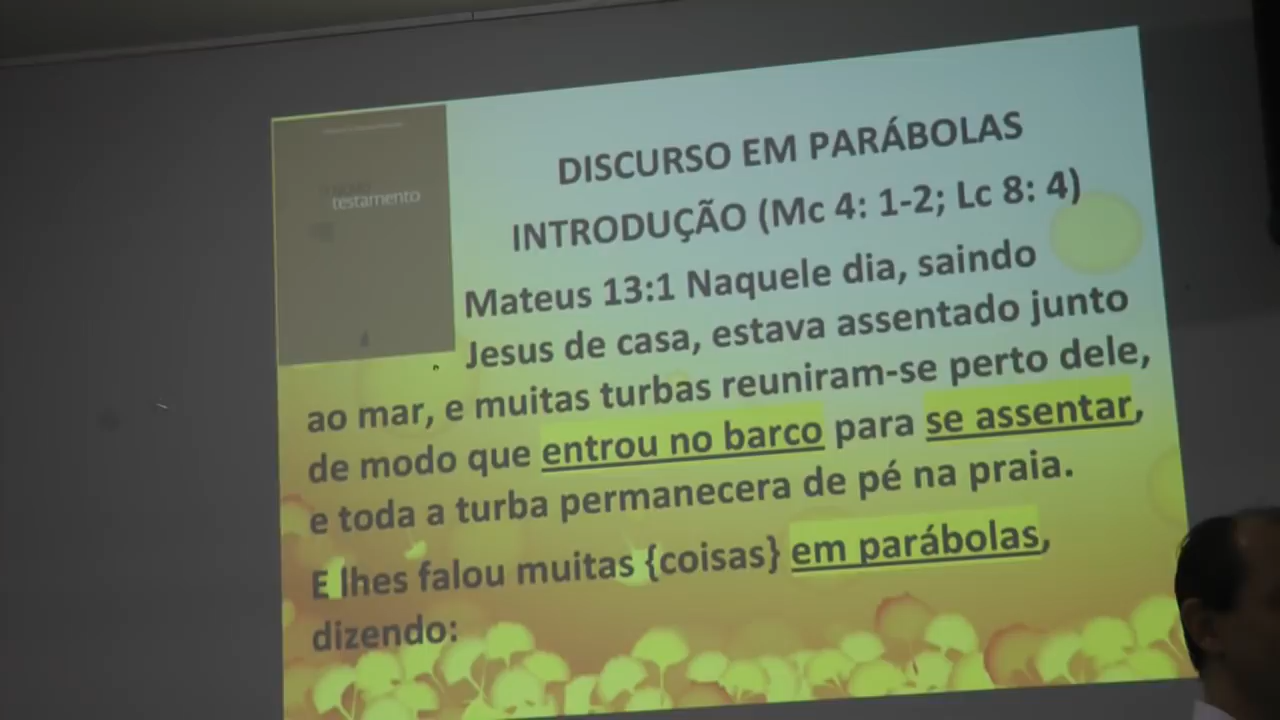 testamento
DISCURSO EM PARÁBOLAS
INTRODUÇÃO (Mc 4: 1-2; Lc 8: 4)
Mateus 13:1 Naquele dia, saindo
Jesus de casa, estava assentado junto
ao mar, e muitas turbas reuniram-se perto dele,
de modo que entrou no barco para se assentar,
e toda a turba permanecera de pé na praia.
E lhes falou muitas {coisas} em parábolas,
dizendo: